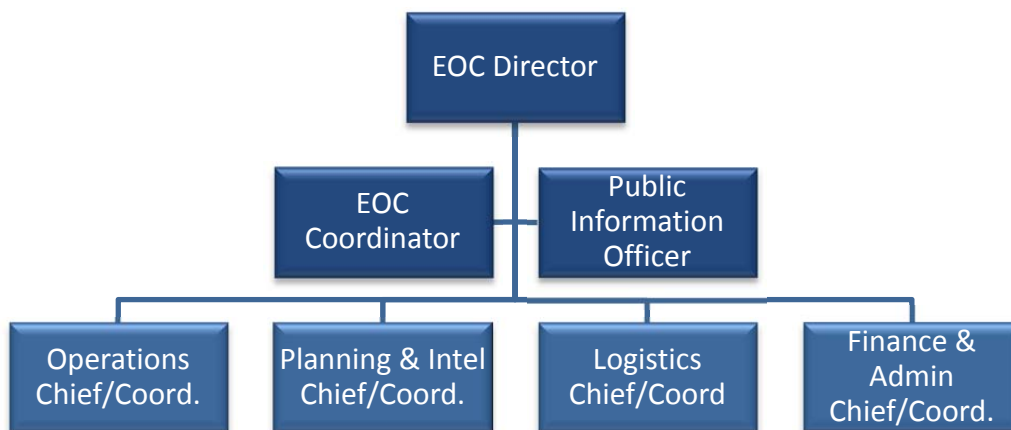 EOC Director
EOC
Coordinator
Public
Information
Officer
Operations
Chief/Coord.
Planning & Intel
Chief/Coord.
Logistics
Chief/Coord
Finance &
Admin
Chief/Coord.